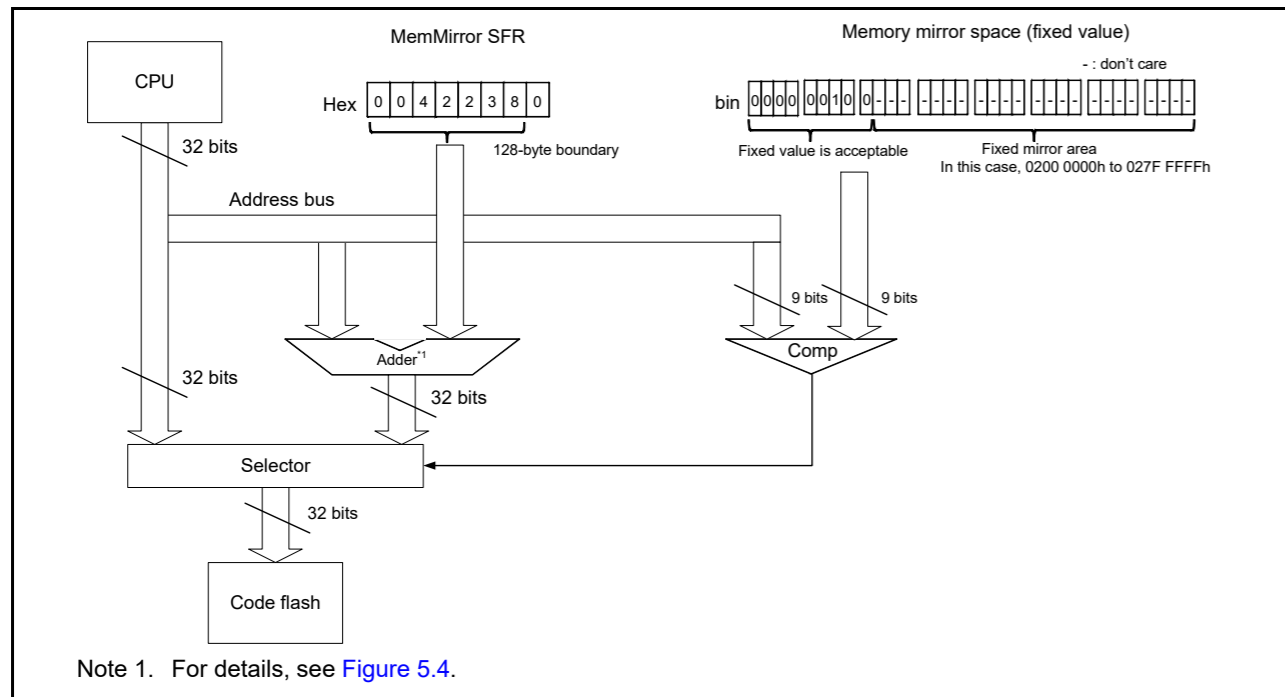 MemMirror SFR
Memory mirror space (fixed value)
- : don't care
CPU
Hex 0 0 4 2 2 3 8 0
bin 0000 0010 0--- ---- ---- ---- ---- ----
32 bits
128-byte boundary
Fixed value is acceptable
Fixed mirror area
In this case, 0200 0000h to 027F FFFFh
Address bus
9 bits
9 bits
Adder*1
Comp
32 bits
32 bits
Selector
32 bits
Code flash
Note 1. For details, see Figure 5.4.